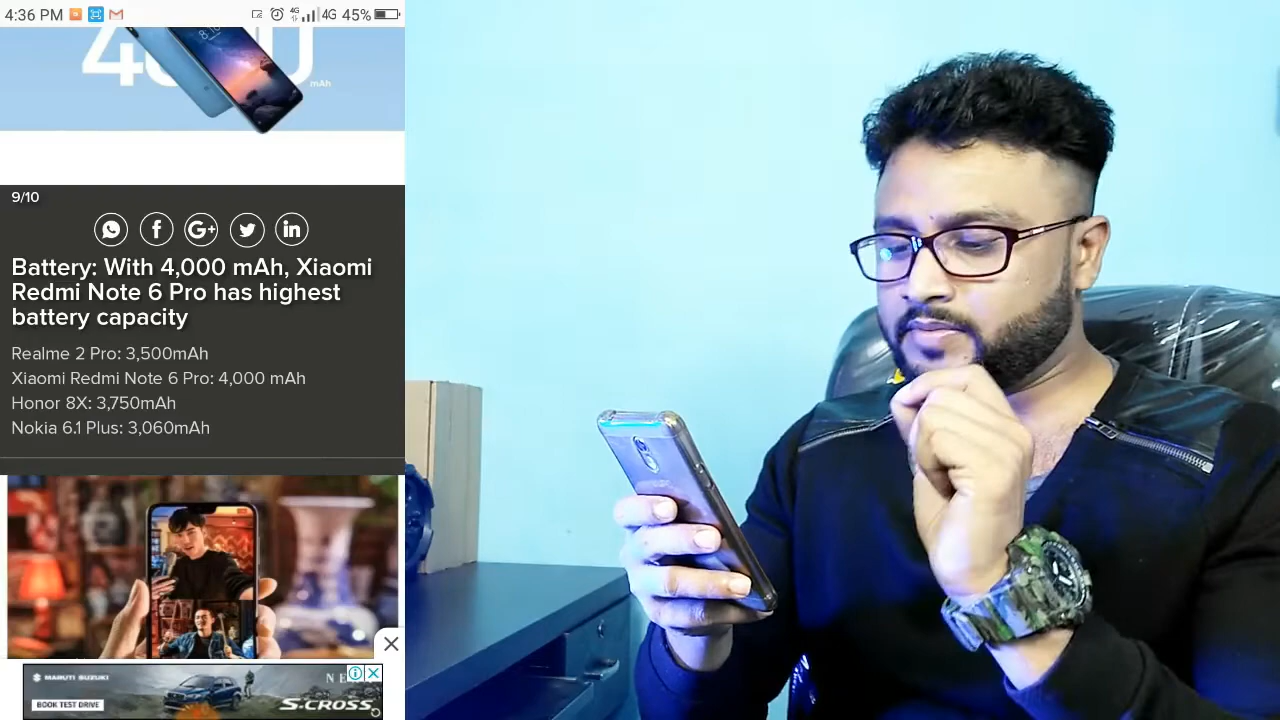 4:36 PM 4G 4G 45%
mAh
9/10
Battery: With 4,000 mAh, Xiaomi
Redmi Note 6 Pro has highest
battery capacity
Realme 2 Pro: 3,500mAh
Xiaomi Redmi Note 6 Pro: 4,000 mAh
Honor 8X: 3,750mAh
Nokia 6.1 Plus: 3,060mAh
MARUTI SUZUKI
BOOK TEST DRIVE
S-CROSS